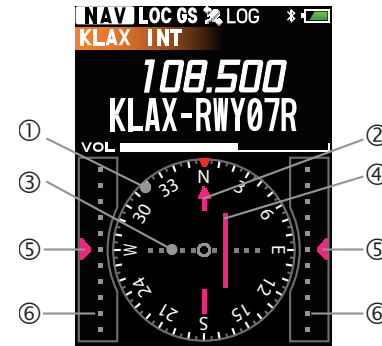 NAV LOC GS LOG
KLAX INT
108.500
KLAX-RWY07R
VOL
① ②
③ ④
N 3 6 E 12 15 S 21 24 W 30 33
⑤ ⑤
⑥ ⑥